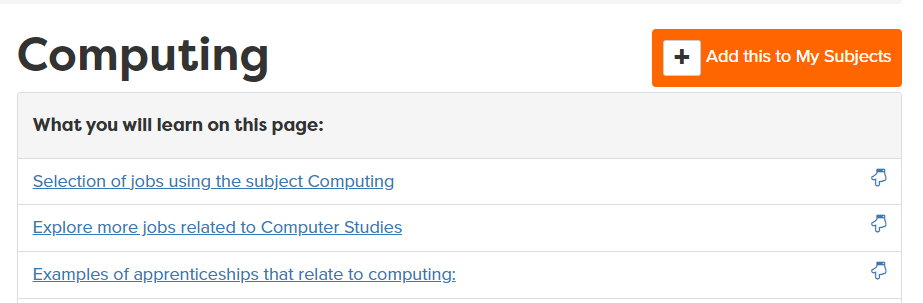 Computing
+ Add this to My Subjects
What you will learn on this page:
Selection of jobs using the subject Computing
Explore more jobs related to Computer Studies
Examples of apprenticeships that relate to computing: